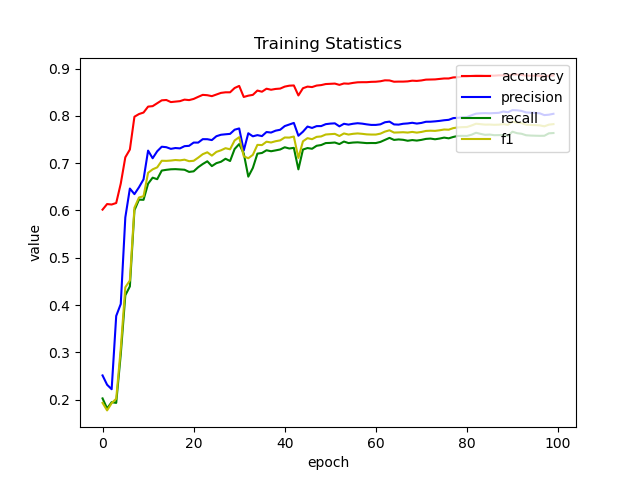 Training Statistics
0.9
0.8
0.7
0.6
0.5
0.4
0.3
0.2
value
accuracy
precision
recall
f1
0 20 40 60 80 100
epoch